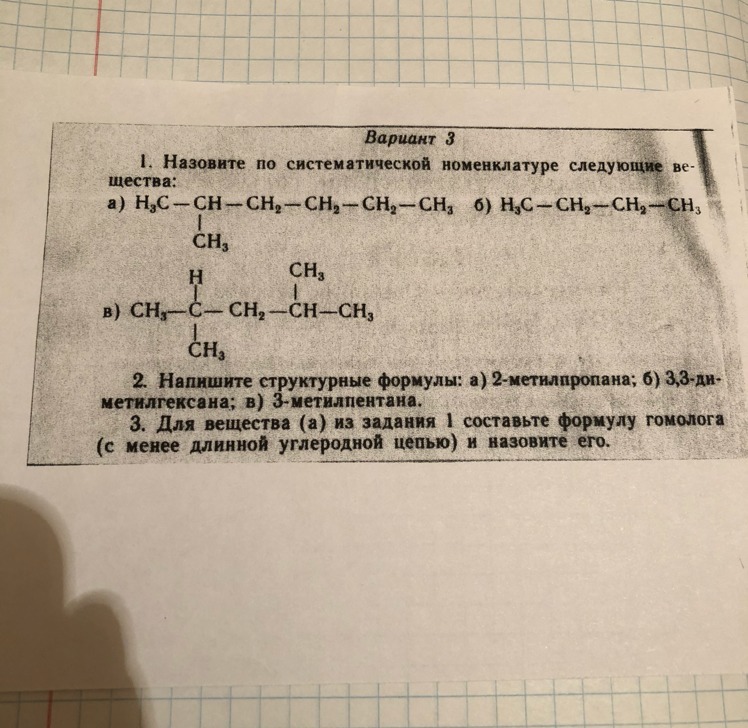 Вариант 3
1. Назовите по систематической номенклатуре следующие ве-
щества:
а) H₃C—CH—CH₂—CH₂—CH₂—CH₃ б) H₃C—CH₂—CH₂—CH₃
|
CH₃
H CH₃
| |
в) CH₃—C—CH₂—CH—CH₃
|
CH₃
2. Напишите структурные формулы: а) 2-метилпропана; б) 3,3-ди-
метилгексана; в) 3-метилпентана.
3. Для вещества (а) из задания 1 составьте формулу гомолога
(с менее длинной углеродной цепью) и назовите его.